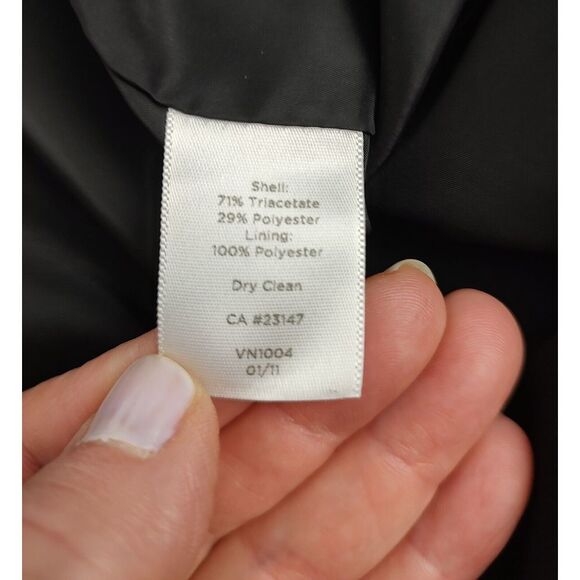 Shell:
71% Triacetate
29% Polyester
Lining:
100% Polyester
Dry Clean
CA #23147
VN1004
01/11